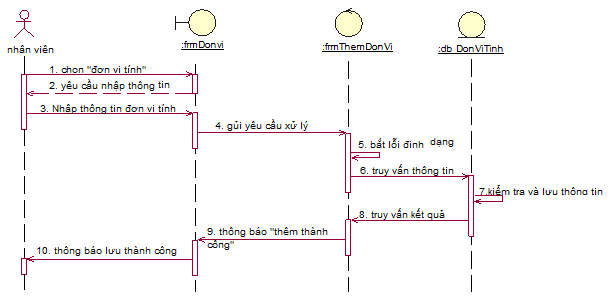 nhân viên
:frmDonvi
:frmThemDonVi
:db_DonViTinh
1. chọn "đơn vị tính"
2. yêu cầu nhập thông tin
3. Nhập thông tin đơn vị tính
4. gửi yêu cầu xử lý
5. bắt lỗi định dạng
6. truy vấn thông tin
7.kiểm tra và lưu thông tin
8. truy vấn kết quả
9. thông báo "thêm thành
công"
10. thông báo lưu thành công